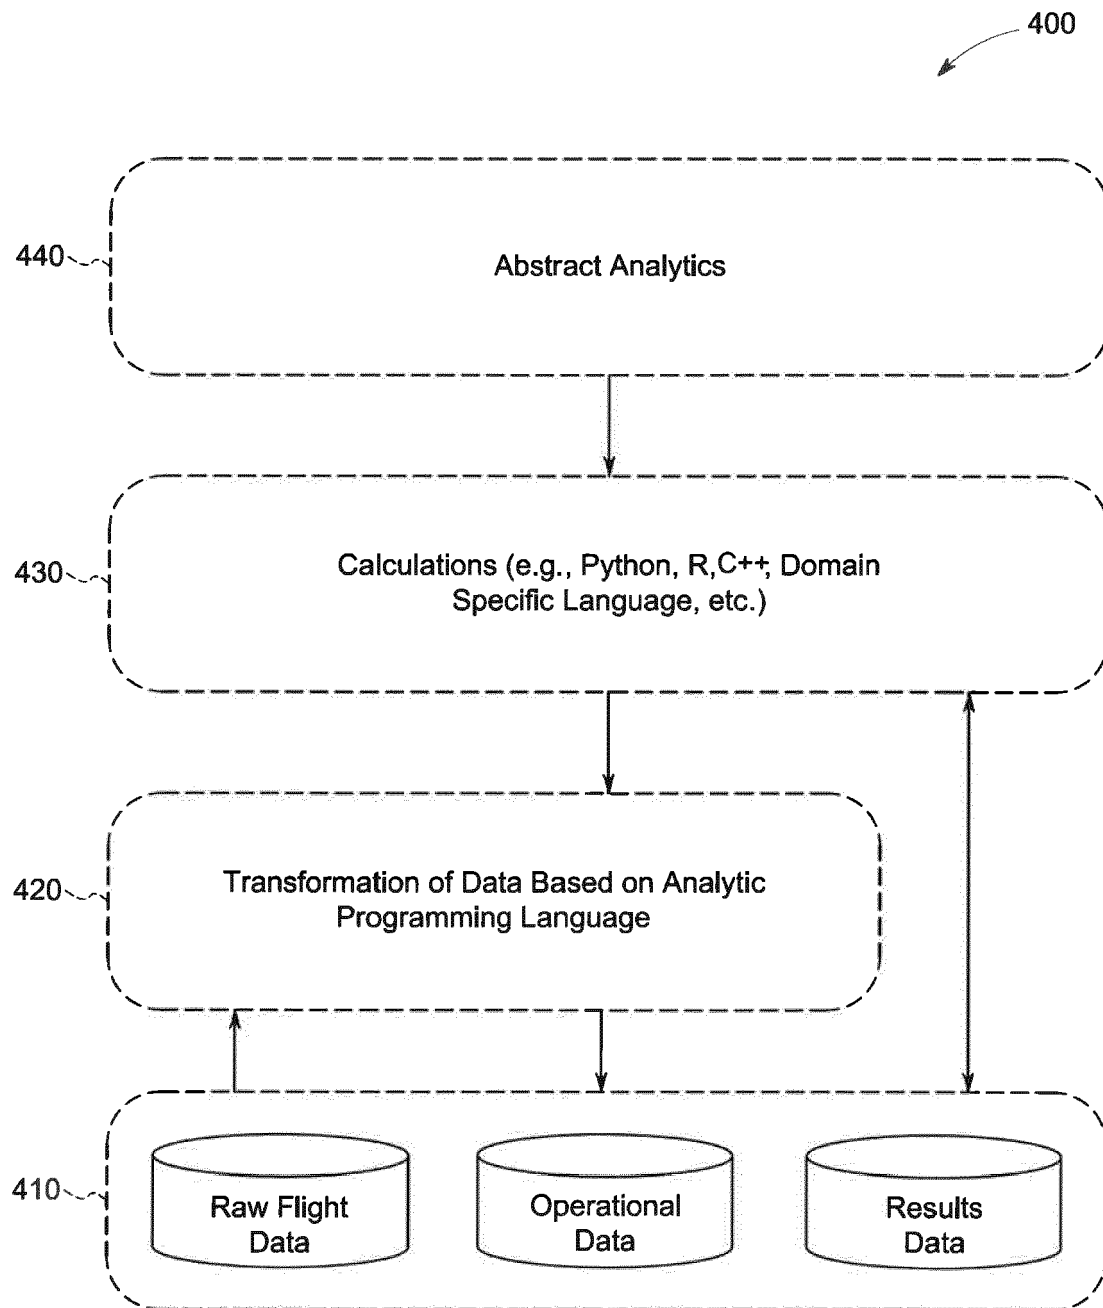 400
440
Abstract Analytics
430
Calculations (e.g., Python, R,C++, Domain
Specific Language, etc.)
420
Transformation of Data Based on Analytic
Programming Language
410
Raw Flight
Data
Operational
Data
Results
Data